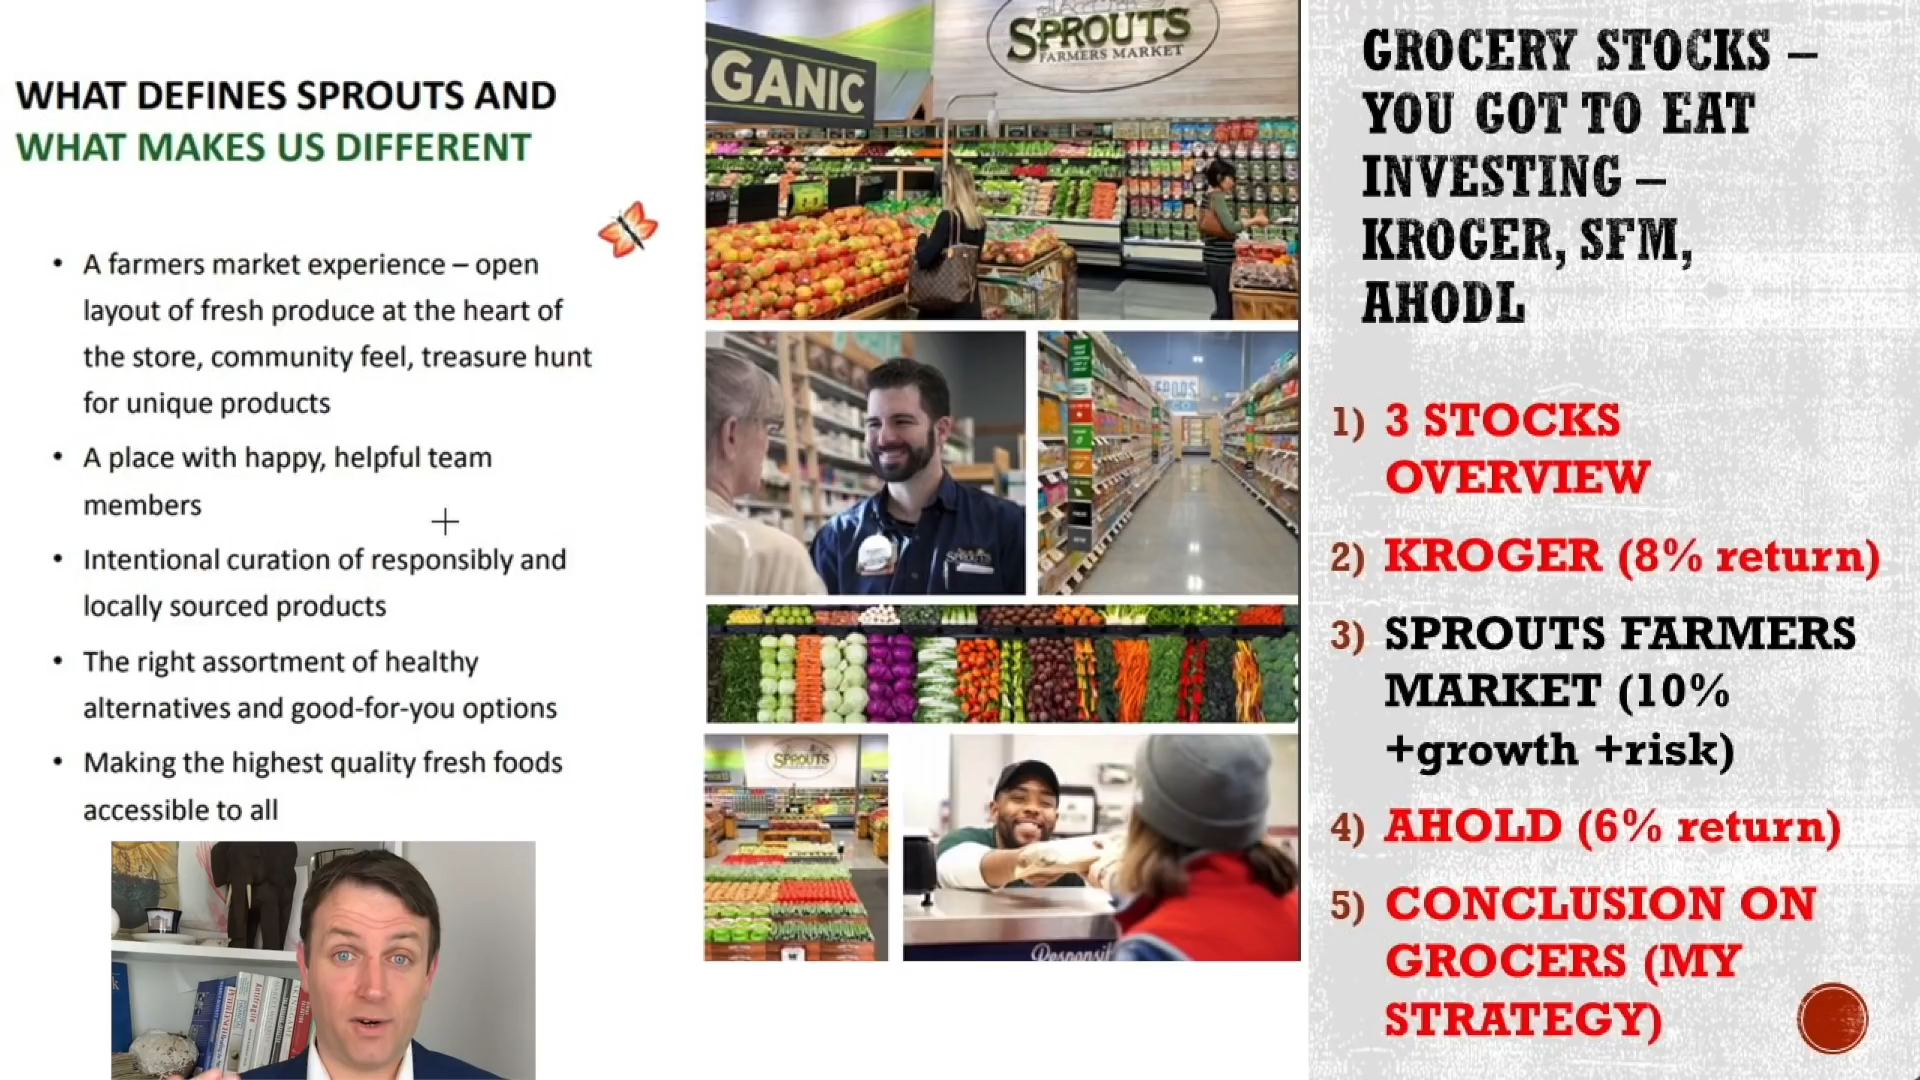 WHAT DEFINES SPROUTS AND
WHAT MAKES US DIFFERENT
• A farmers market experience – open
layout of fresh produce at the heart of
the store, community feel, treasure hunt
for unique products
• A place with happy, helpful team
members
• Intentional curation of responsibly and
locally sourced products
• The right assortment of healthy
alternatives and good-for-you options
• Making the highest quality fresh foods
accessible to all
SPROUTS
FARMERS MARKET
GANIC
SPROUTS
SPROUTS
Responsi
Antifragile
GROCERY STOCKS –
YOU GOT TO EAT
INVESTING –
KROGER, SFM,
AHODL
1) 3 STOCKS
OVERVIEW
2) KROGER (8% return)
3) SPROUTS FARMERS
MARKET (10%
+growth +risk)
4) AHOLD (6% return)
5) CONCLUSION ON
GROCERS (MY
STRATEGY)